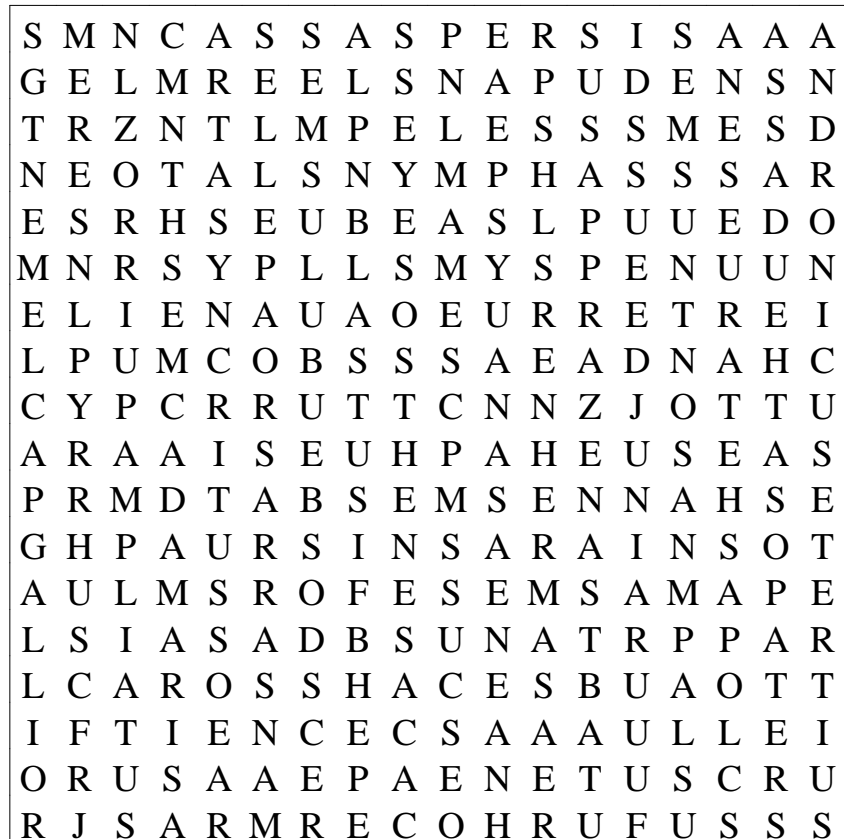 S M N C A S S A S P E R S I S A A A
G E L M R E E L S N A P U D E N S N
T R Z N T L M P E L E S S S M E S D
N E O T A L S N Y M P H A S S S A R
E S R H S E U B E A S L P U U E D O
M N R S Y P L L S M Y S P E N U U N
E L I E N A U A O E U R R E T R E I
L P U M C O B S S S A E A D N A H C
C Y P C R R U T T C N N Z J O T T U
A R A A I S E U H P A H E U S E A S
P R M D T A B S E M S E N N A H S E
G H P A U R S I N S A R A I N S O T
A U L M S R O F E S E M S A M A P E
L S I A S A D B S U N A T R P P A R
L C A R O S S H A C E S B U A O T T
I F T I E N C E C S A A A U L L E I
O R U S A A E P A E N E T U S C R U
R J S A R M R E C O H R U F U S S S